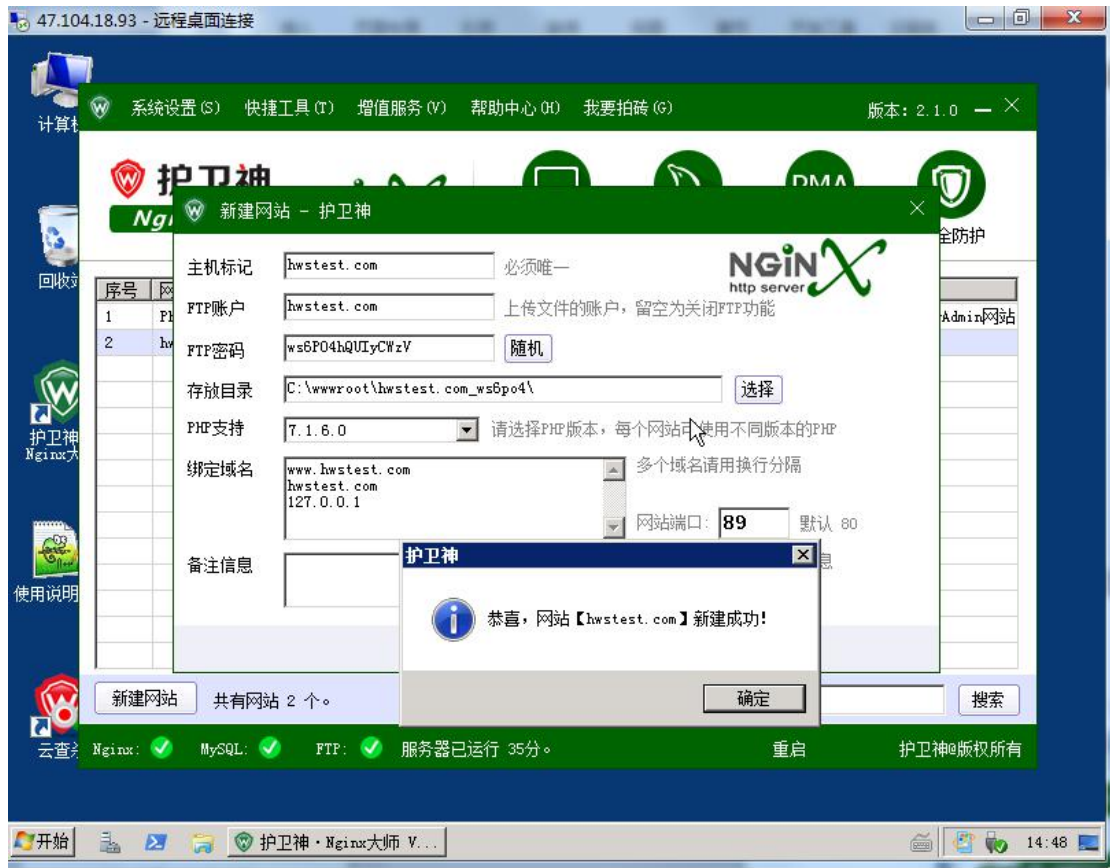 47.104.18.93 - 远程桌面连接
计算机
系统设置(S) 快捷工具(T) 增值服务(V) 帮助中心(H) 我要拍砖(G) 版本: 2.1.0
护卫神
PMA
新建网站 - 护卫神
全防护
回收站
主机标记 hwstest.com 必须唯一
NGiNX
http server
序号
FTP账户 hwstest.com 上传文件的账户，留空为关闭FTP功能
1
Admin网站
2
FTP密码 ws6PO4hQUIyCWzV 随机
存放目录 C:\wwwroot\hwstest.com_ws6po4\ 选择
PHP支持 7.1.6.0 请选择PHP版本，每个网站可使用不同版本的PHP
护卫神
Nginx大
绑定域名 www.hwstest.com 多个域名请用换行分隔
hwstest.com
127.0.0.1
网站端口: 89 默认 80
护卫神
备注信息
息
使用说明
恭喜，网站【hwstest.com】新建成功!
确定
新建网站 共有网站 2 个。 搜索
云查杀
Nginx: MySQL: FTP: 服务器已运行 35分。 重启 护卫神@版权所有
开始 护卫神·Nginx大师 V... 14:48